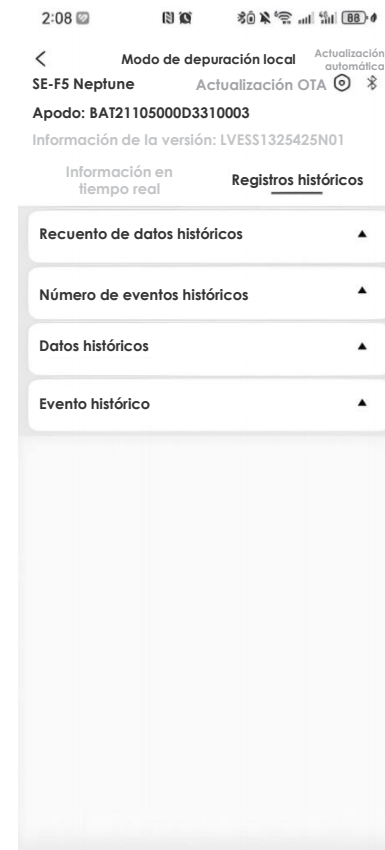 2:08 88
Modo de depuración local Actualización
automática
SE-F5 Neptune Actualización OTA
Apodo: BAT21105000D3310003
Información de la versión: LVESS1325425N01
Información en
tiempo real
Registros históricos
Recuento de datos históricos
Número de eventos históricos
Datos históricos
Evento histórico